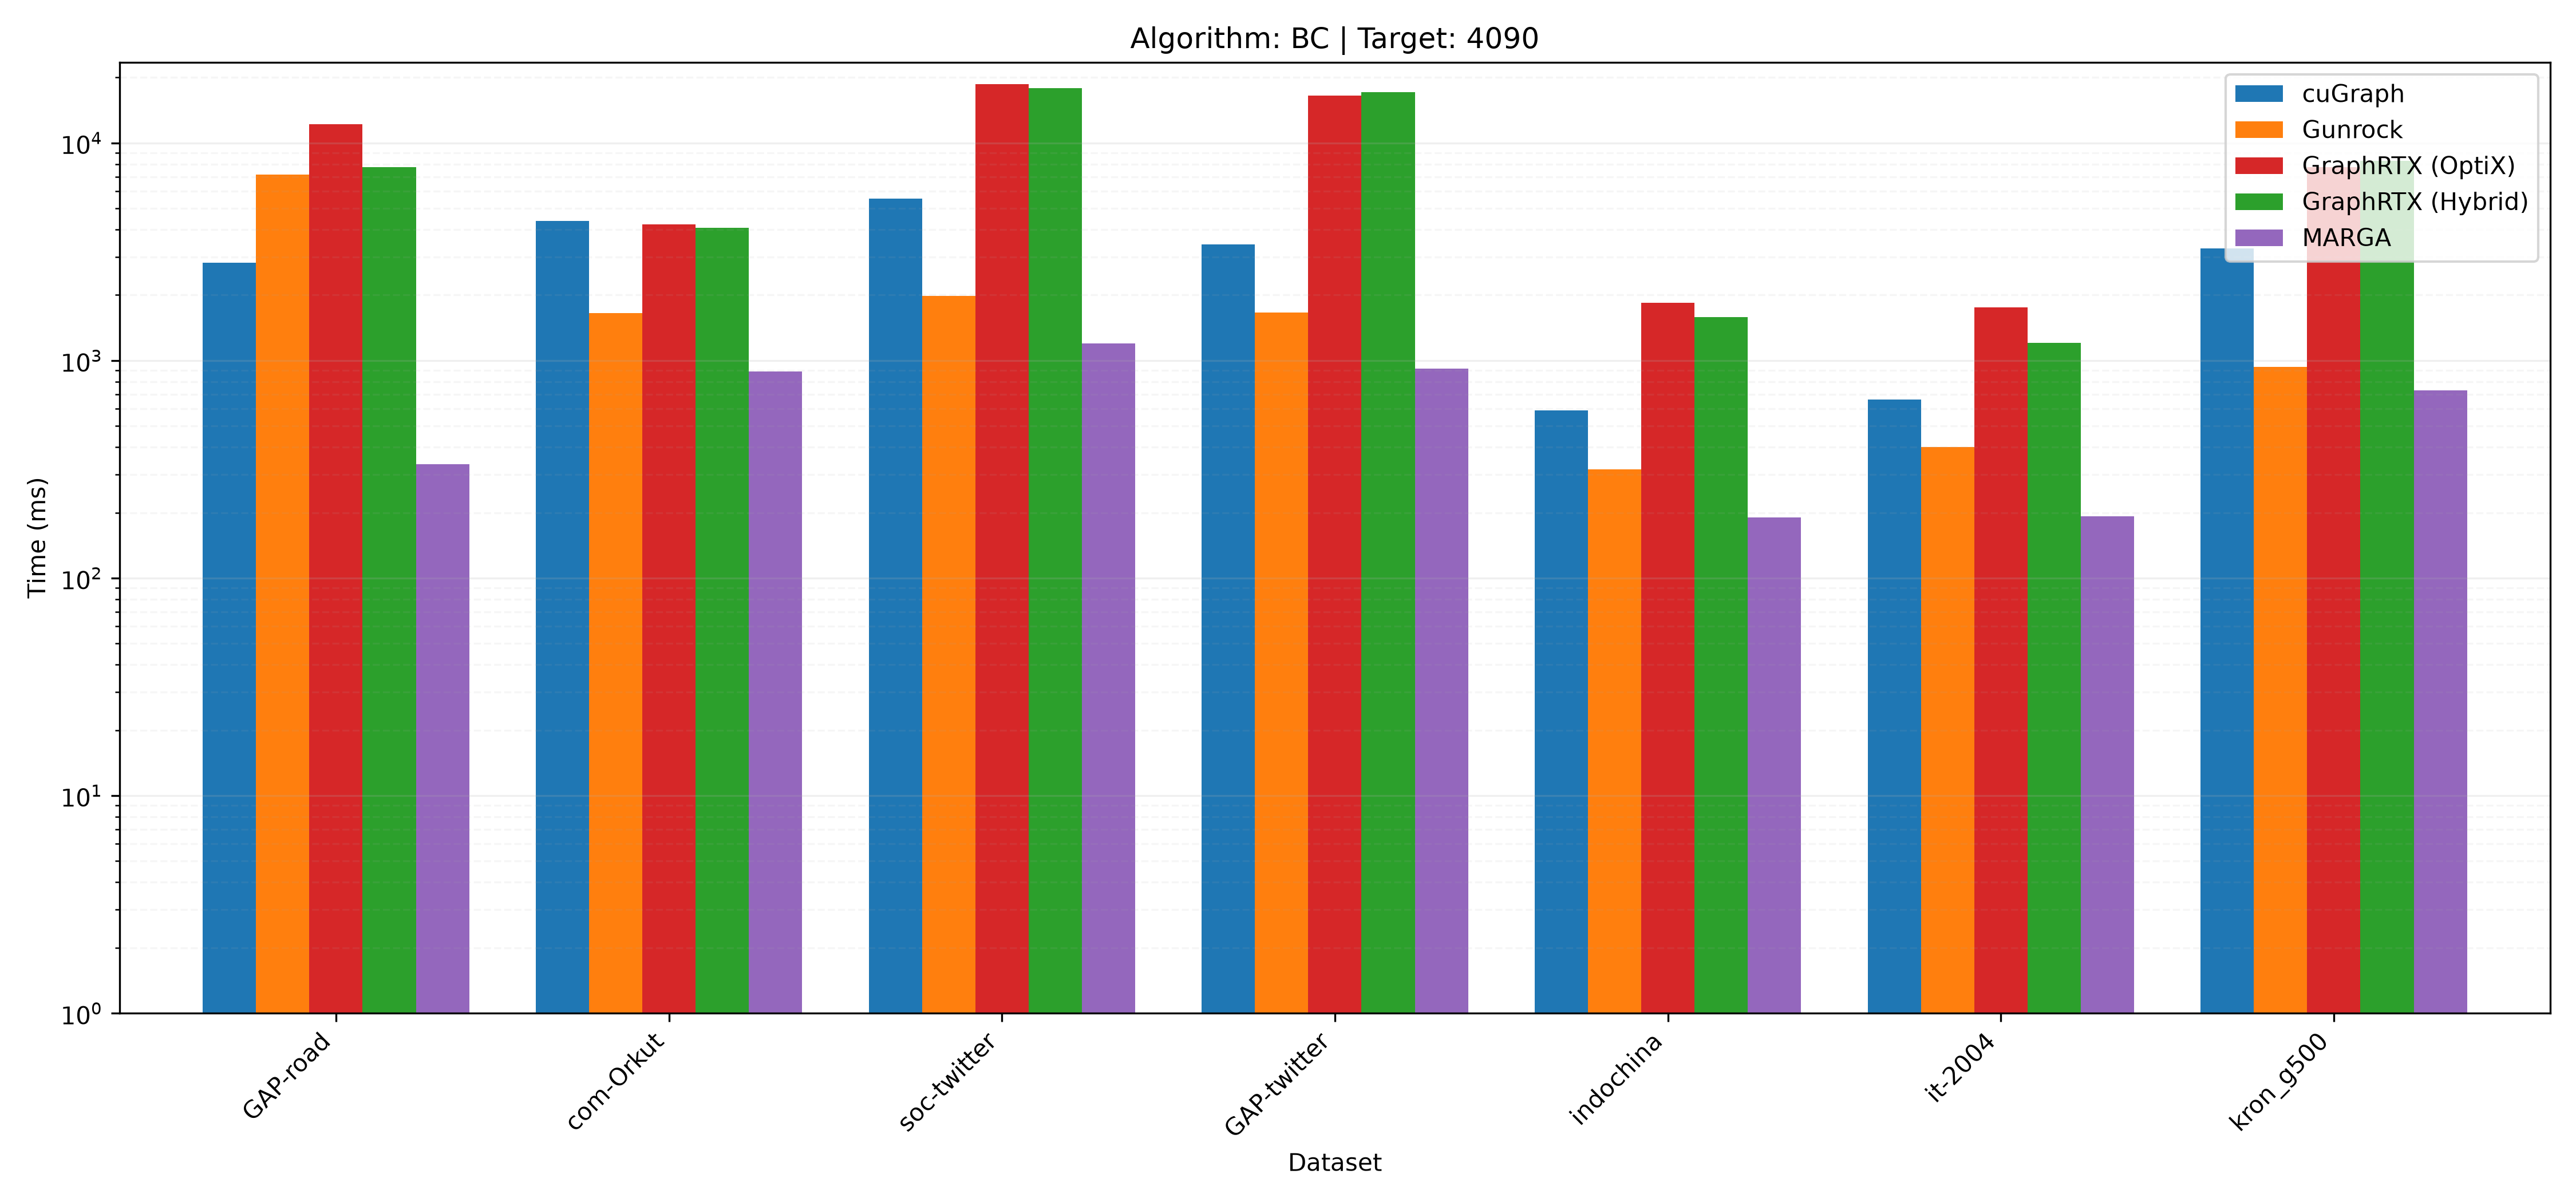 Algorithm: BC | Target: 4090
cuGraph
Gunrock
GraphRTX (OptiX)
GraphRTX (Hybrid)
MARGA
Time (ms)
10⁴
10³
10²
10¹
10⁰
GAP-road
com-Orkut
soc-twitter
GAP-twitter
indochina
it-2004
kron_g500
Dataset